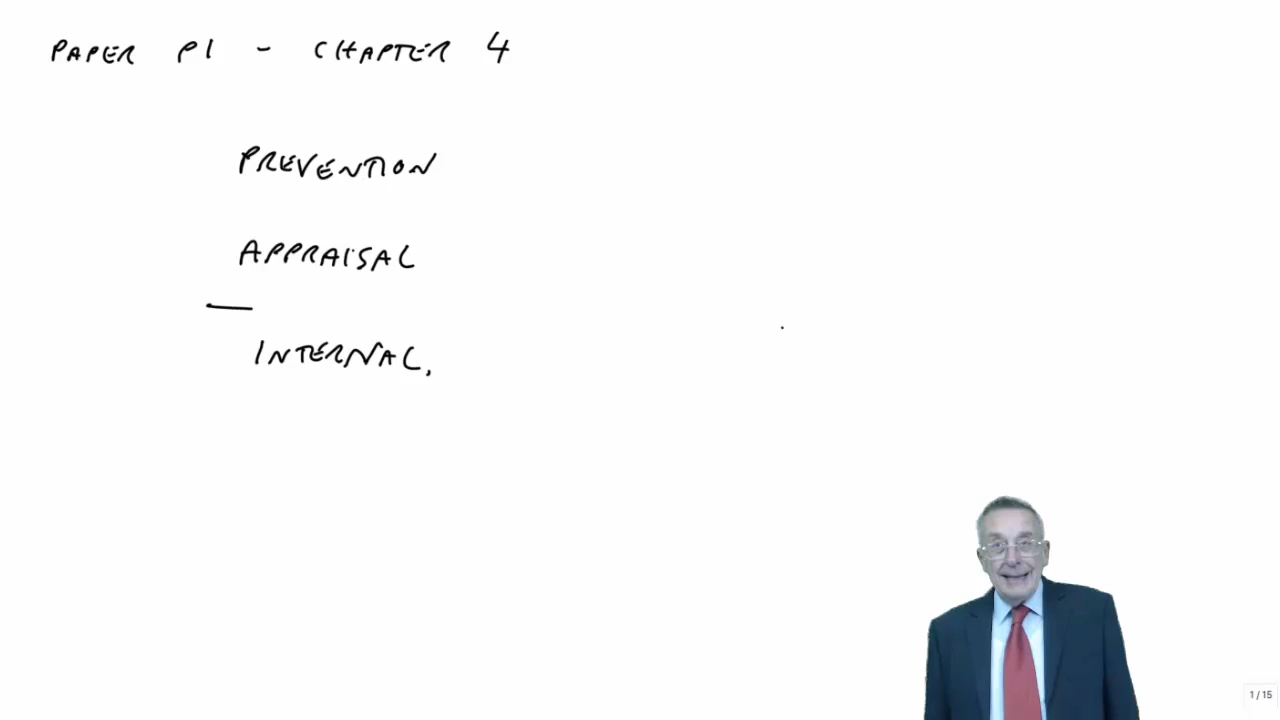 PAPER P1 - CHAPTER 4
PREVENTION
APPRAISAL
INTERNAL,
1 / 15